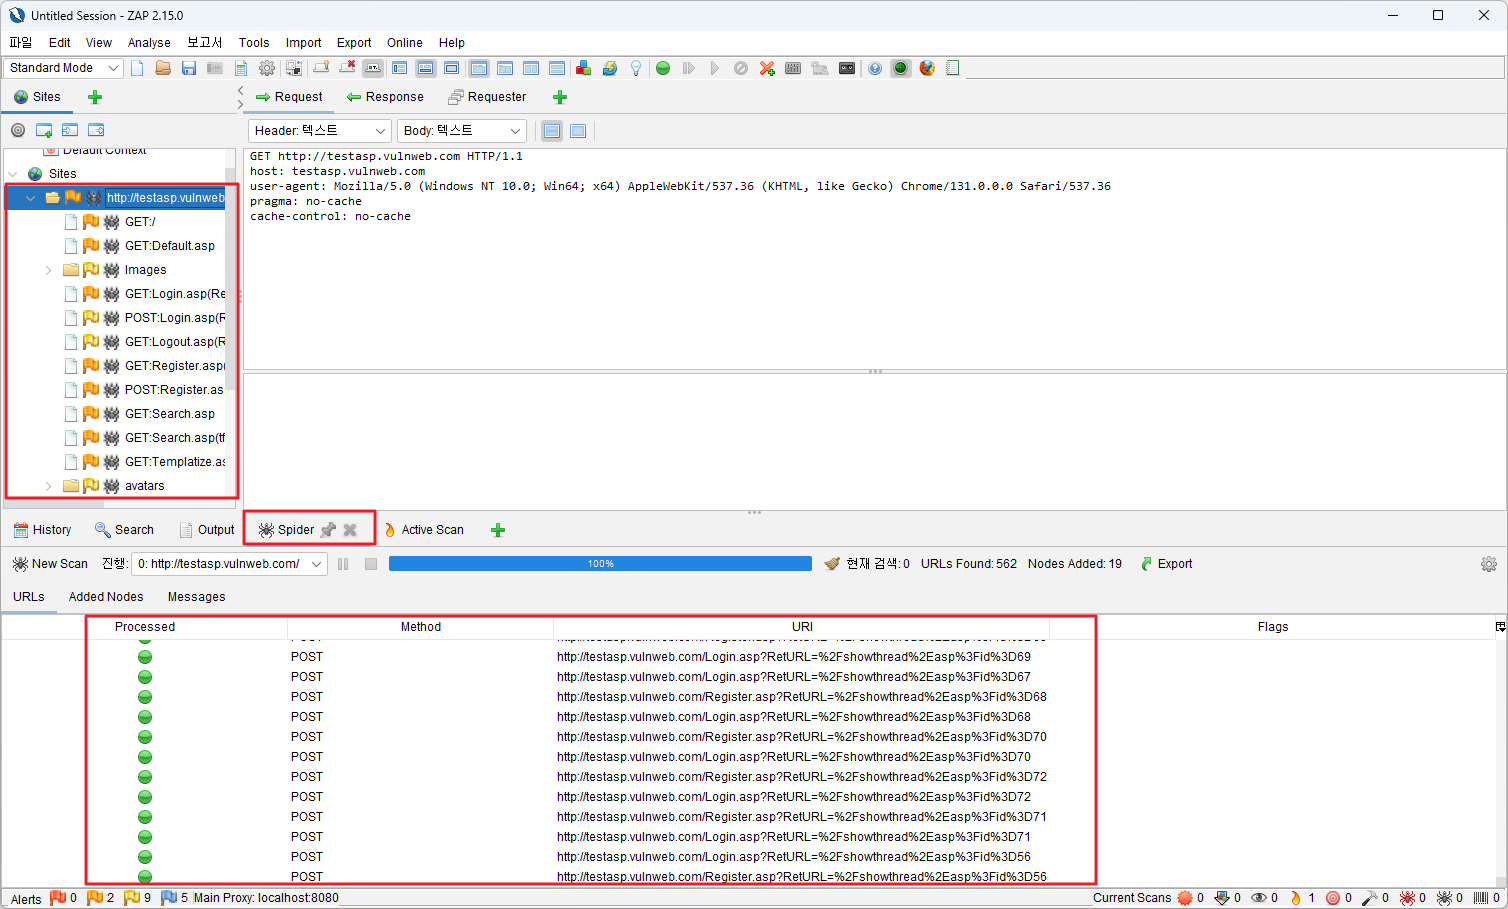 Untitled Session - ZAP 2.15.0
파일 Edit View Analyse 보고서 Tools Import Export Online Help
Standard Mode
Sites
Request Response Requester
Header: 텍스트 Body: 텍스트
Default Context
Sites
http://testasp.vulnweb
GET:/
GET:Default.asp
Images
GET:Login.asp(Re
POST:Login.asp(R
GET:Logout.asp(R
GET:Register.asp(
POST:Register.as
GET:Search.asp
GET:Search.asp(tf
GET:Templatize.as
avatars
GET http://testasp.vulnweb.com HTTP/1.1
host: testasp.vulnweb.com
user-agent: Mozilla/5.0 (Windows NT 10.0; Win64; x64) AppleWebKit/537.36 (KHTML, like Gecko) Chrome/131.0.0.0 Safari/537.36
pragma: no-cache
cache-control: no-cache
History Search Output Spider Active Scan
New Scan 진행: 0: http://testasp.vulnweb.com/ 100% 현재 검색: 0 URLs Found: 562 Nodes Added: 19 Export
URLs Added Nodes Messages
Processed Method URI Flags
POST http://testasp.vulnweb.com/Login.asp?RetURL=%2Fshowthread%2Easp%3Fid%3D69
POST http://testasp.vulnweb.com/Login.asp?RetURL=%2Fshowthread%2Easp%3Fid%3D67
POST http://testasp.vulnweb.com/Register.asp?RetURL=%2Fshowthread%2Easp%3Fid%3D68
POST http://testasp.vulnweb.com/Login.asp?RetURL=%2Fshowthread%2Easp%3Fid%3D68
POST http://testasp.vulnweb.com/Register.asp?RetURL=%2Fshowthread%2Easp%3Fid%3D70
POST http://testasp.vulnweb.com/Login.asp?RetURL=%2Fshowthread%2Easp%3Fid%3D70
POST http://testasp.vulnweb.com/Register.asp?RetURL=%2Fshowthread%2Easp%3Fid%3D72
POST http://testasp.vulnweb.com/Login.asp?RetURL=%2Fshowthread%2Easp%3Fid%3D72
POST http://testasp.vulnweb.com/Register.asp?RetURL=%2Fshowthread%2Easp%3Fid%3D71
POST http://testasp.vulnweb.com/Login.asp?RetURL=%2Fshowthread%2Easp%3Fid%3D71
POST http://testasp.vulnweb.com/Login.asp?RetURL=%2Fshowthread%2Easp%3Fid%3D56
POST http://testasp.vulnweb.com/Register.asp?RetURL=%2Fshowthread%2Easp%3Fid%3D56
Alerts 0 2 9 5 Main Proxy: localhost:8080 Current Scans 0 0 0 1 0 0 0 0 0